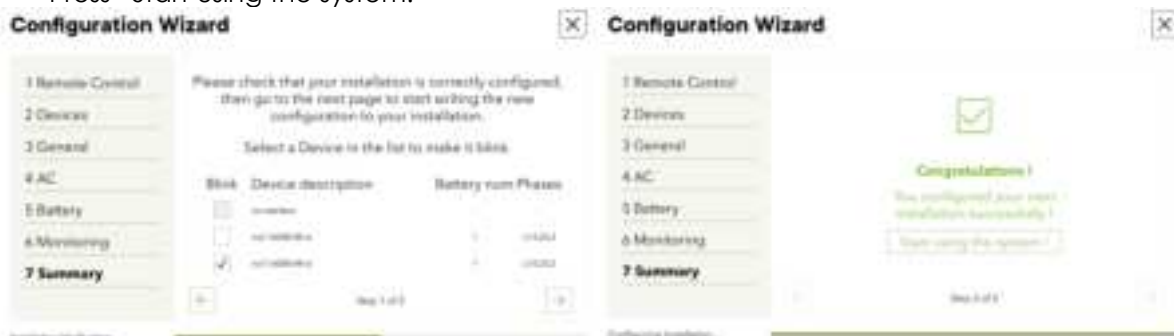 Press "Start using the system."
Configuration Wizard
1 Remote Control
2 Devices
3 General
4 AC
5 Battery
6 Monitoring
7 Summary
Please check that your installation is correctly configured,
then go to the next page to start writing the new
configuration to your installation.
Select a Device in the list to make it blink
Blink Device description Battery num Phases
Configuration Wizard
1 Remote Control
2 Devices
3 General
4 AC
5 Battery
6 Monitoring
7 Summary
Congratulations !
You configured your next
installation successfully !
Start using the system !